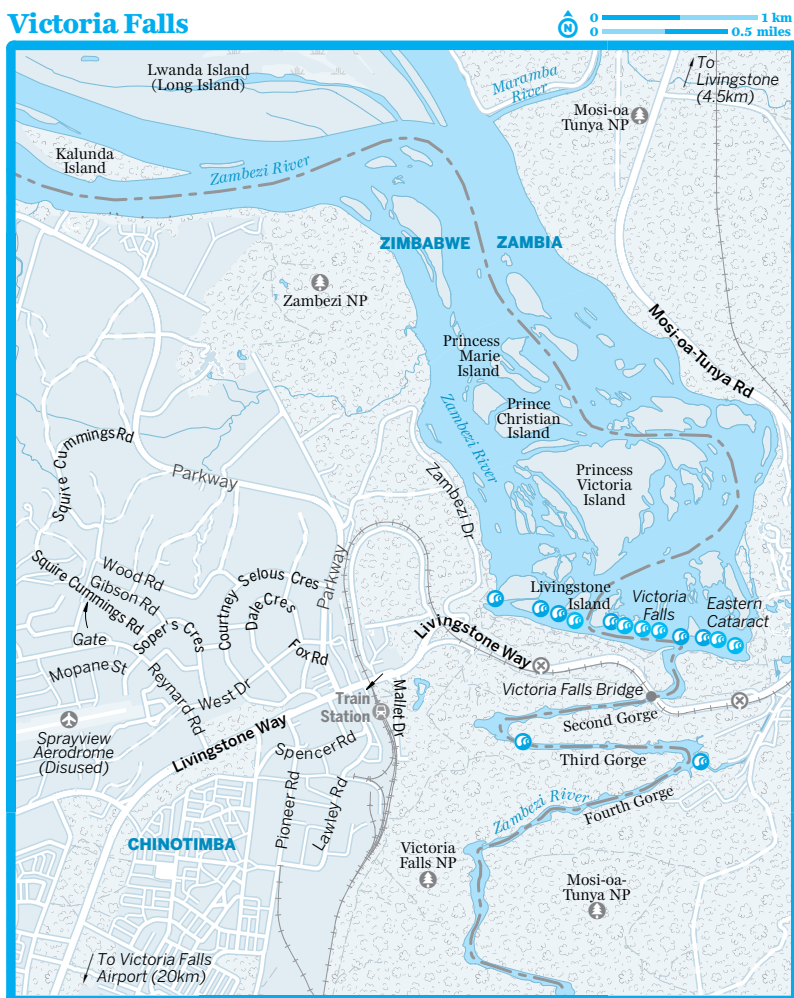 Victoria Falls
0 1 km
0 0.5 miles
Lwanda Island
(Long Island)
Maramba
River
To
Livingstone
(4.5km)
Mosi-oa
Tunya NP
Kalunda
Island
Zambezi River
ZIMBABWE
ZAMBIA
Zambezi NP
Mosi-oa-Tunya Rd
Princess
Marie
Island
Prince
Christian
Island
Zambezi River
Princess
Victoria
Island
Squire Cummings Rd
Parkway
Zambezi Dr
Parkway
Squire Cummings Rd
Wood Rd
Gibson Rd
Soper's Cres
Courtney Selous Cres
Dale Cres
Fox Rd
Gate
Mopane St
Reynard Rd
West Dr
Livingstone
Island
Victoria
Falls
Eastern
Cataract
Livingstone Way
Victoria Falls Bridge
Second Gorge
Third Gorge
Fourth Gorge
Zambezi River
Train
Station
Mallet Dr
Sprayview
Aerodrome
(Disused)
Livingstone Way
Spencer Rd
Pioneer Rd
Lawley Rd
CHINOTIMBA
Victoria
Falls NP
Mosi-oa-
Tunya NP
To Victoria Falls
Airport (20km)